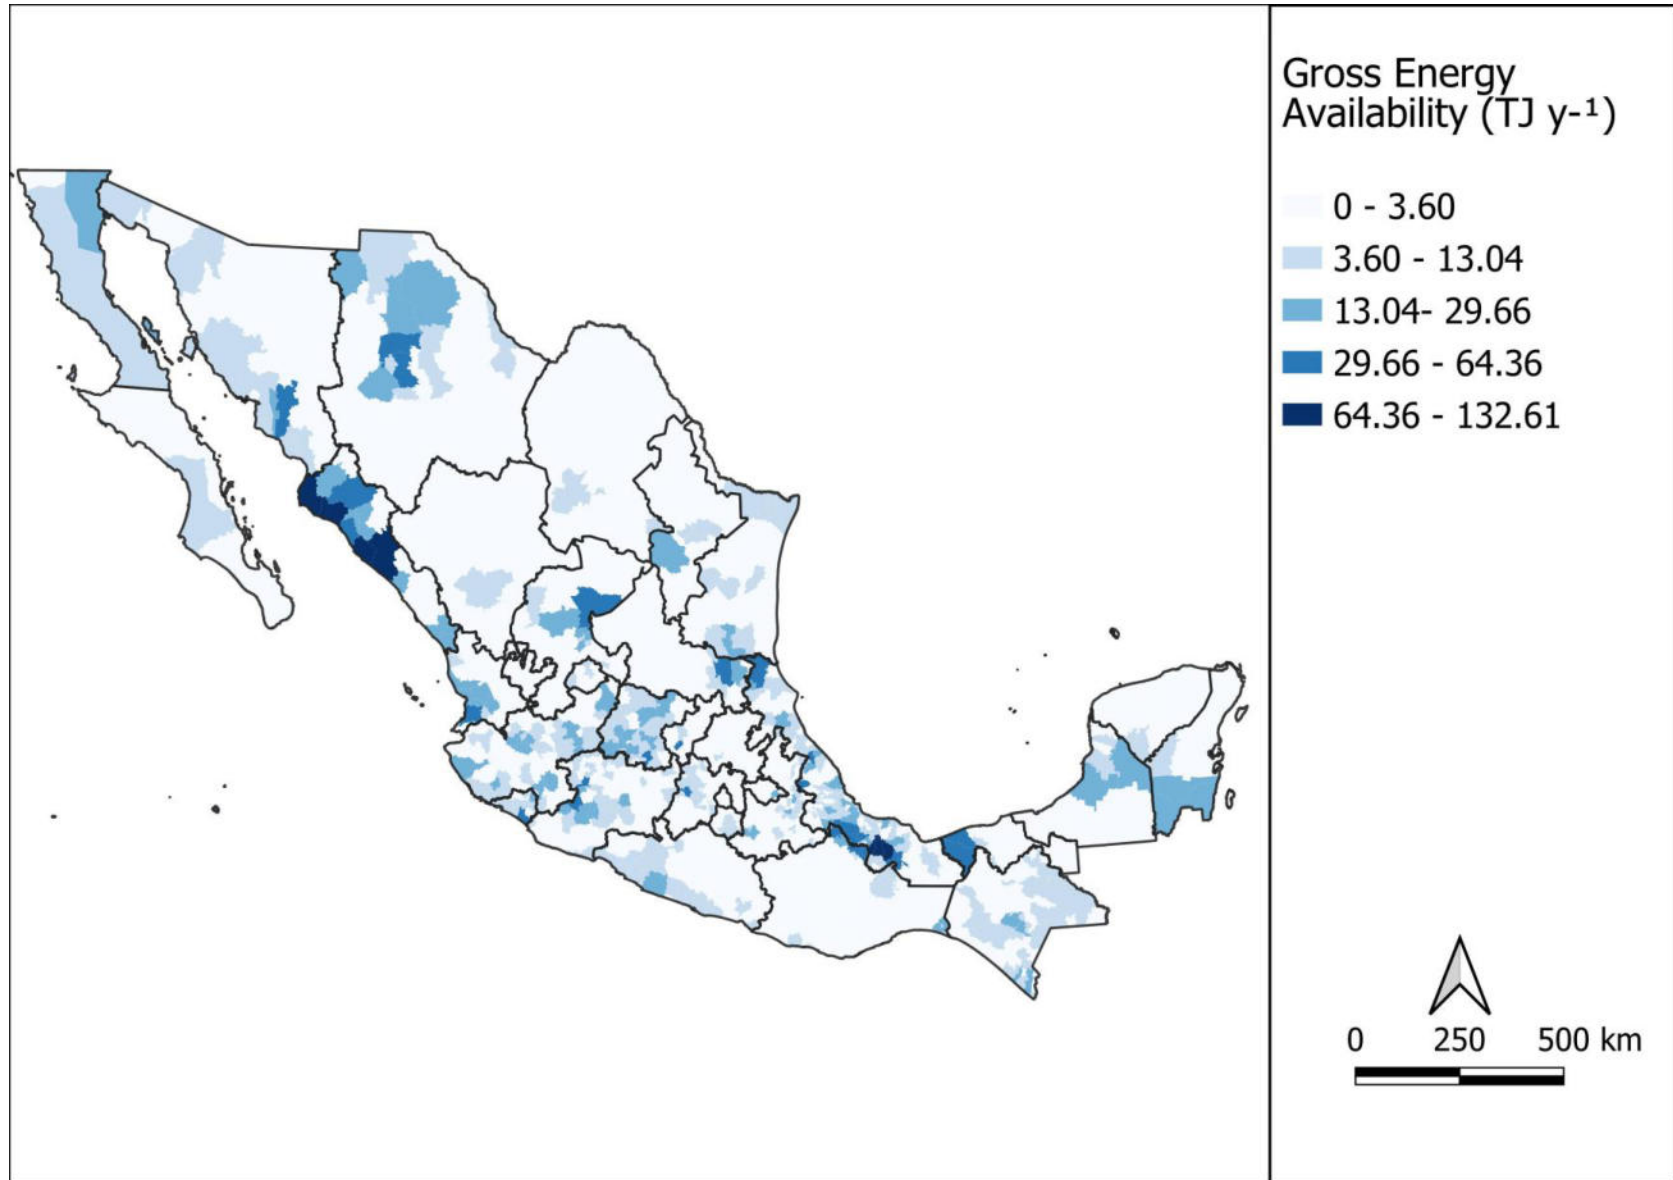 Gross Energy
Availability (TJ y-¹)
0 - 3.60
3.60 - 13.04
13.04- 29.66
29.66 - 64.36
64.36 - 132.61
0 250 500 km